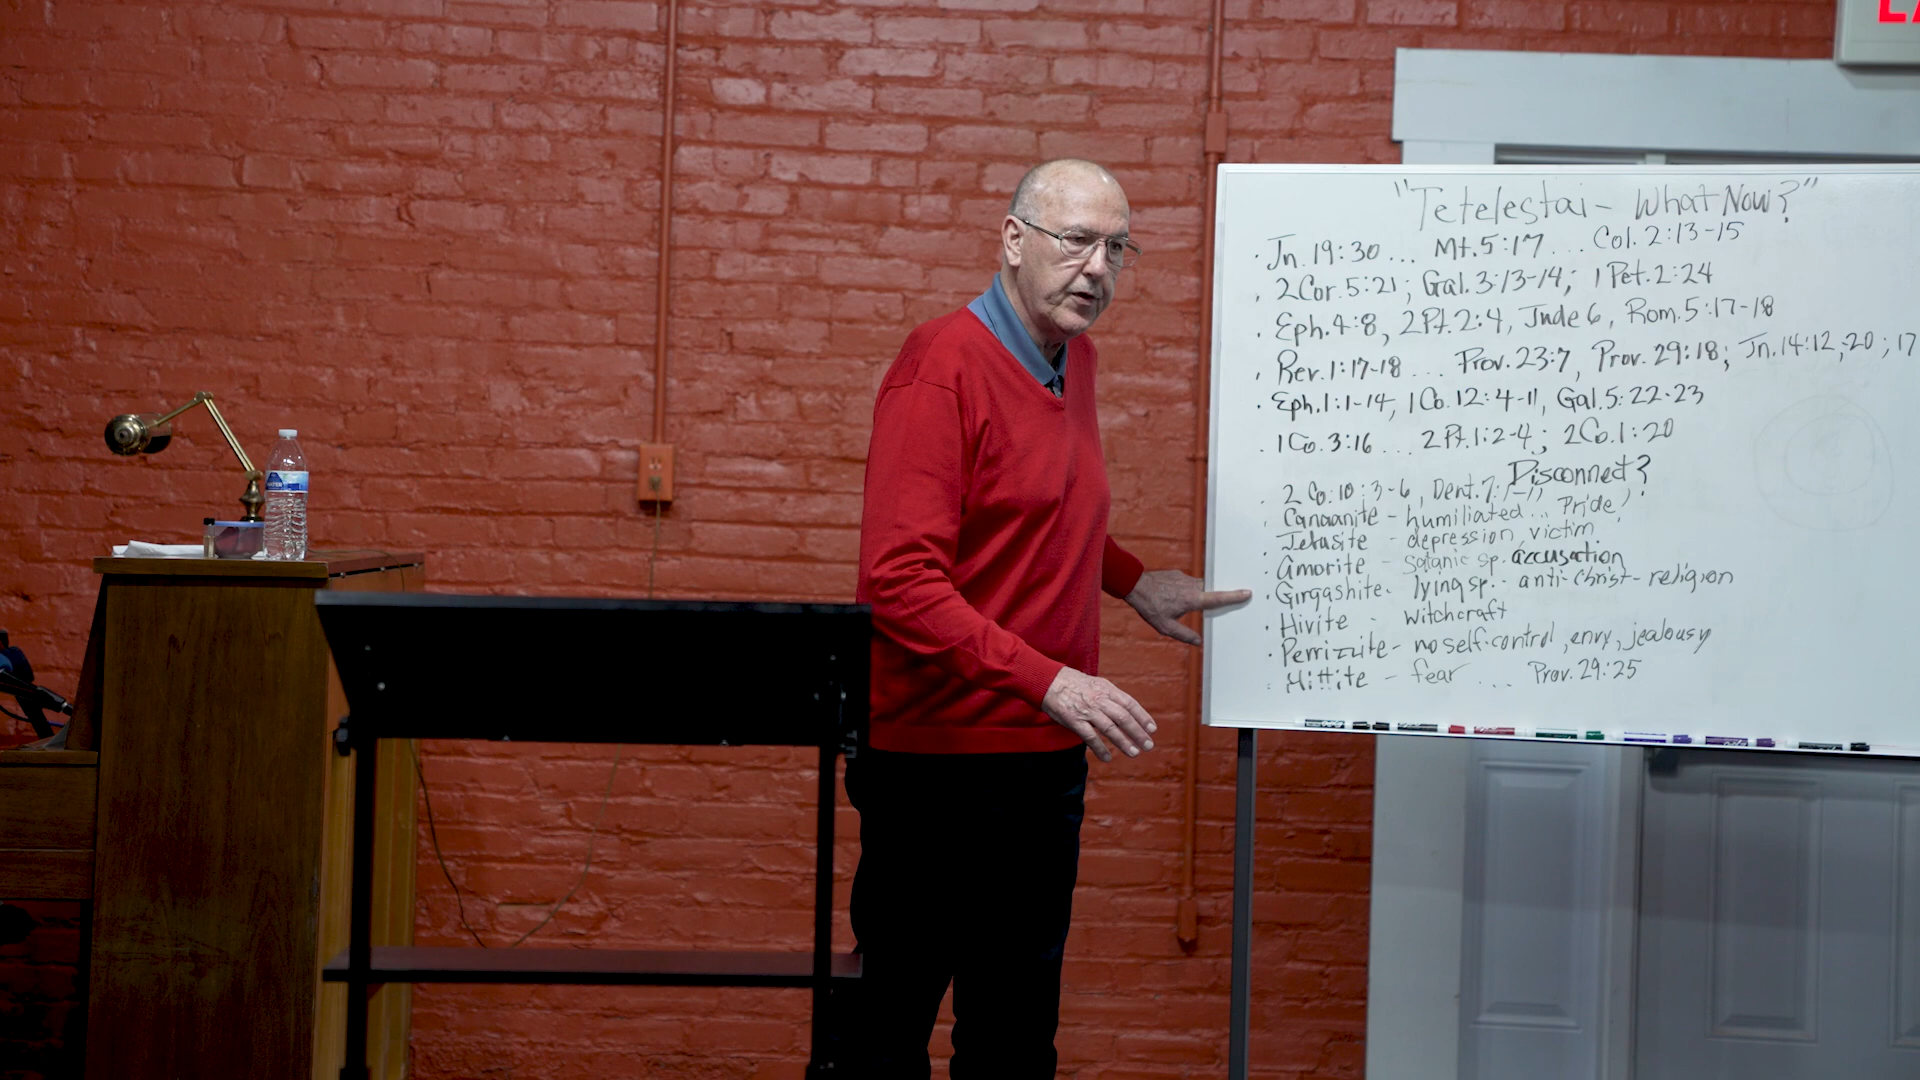 "Tetelestai - What Now?"
· Jn. 19:30 ... Mt. 5:17 ... Col. 2:13-15
· 2 Cor. 5:21; Gal. 3:13-14; 1 Pet. 2:24
· Eph. 4:8, 2 Pt. 2:4, Jude 6, Rom. 5:17-18
· Rev. 1:17-18 ... Prov. 23:7, Prov. 29:18; Jn. 14:12, 20; 17
· Eph. 1:1-14, 1 Co. 12:4-11, Gal. 5:22-23
· 1 Co. 3:16 ... 2 Pt. 1:2-4; 2 Co. 1:20
Disconnect?
· 2 Co. 10:3-6, Deut. 7:1-11
· Canaanite - humiliated... Pride!
· Jebusite - depression, victim
· Amorite - satanic sp. accusation
· Girgashite - lying sp. - anti-christ - religion
· Hivite - witchcraft
· Perrizzite - no self-control, envy, jealousy
· Hittite - fear ... Prov. 29:25